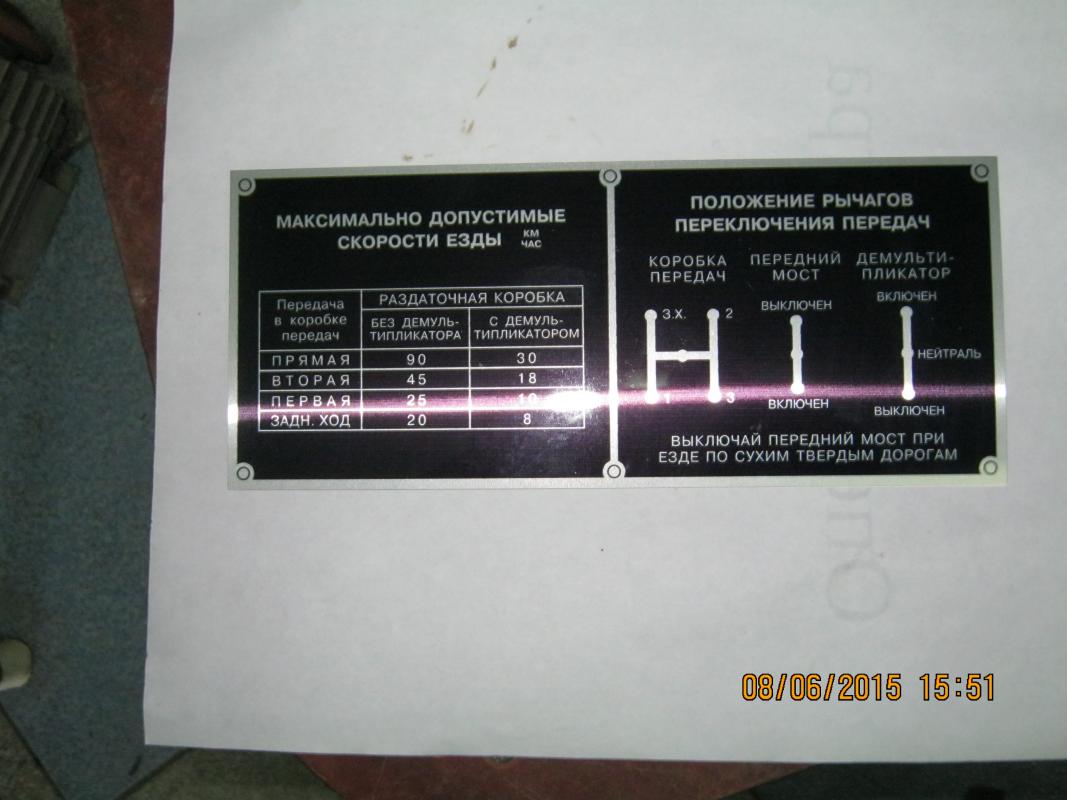 МАКСИМАЛЬНО ДОПУСТИМЫЕ
СКОРОСТИ ЕЗДЫ КМ ЧАС
Передача в коробке передач
РАЗДАТОЧНАЯ КОРОБКА
БЕЗ ДЕМУЛЬ-
ТИПЛИКАТОРА
С ДЕМУЛЬ-
ТИПЛИКАТОРОМ
ПРЯМАЯ 90 30
ВТОРАЯ 45 18
ПЕРВАЯ 25 10
ЗАДН. ХОД 20 8
ПОЛОЖЕНИЕ РЫЧАГОВ
ПЕРЕКЛЮЧЕНИЯ ПЕРЕДАЧ
КОРОБКА
ПЕРЕДАЧ
З.Х. 2
1 3
ПЕРЕДНИЙ
МОСТ
ВЫКЛЮЧЕН
ВКЛЮЧЕН
ДЕМУЛЬТИ-
ПЛИКАТОР
ВКЛЮЧЕН
НЕЙТРАЛЬ
ВЫКЛЮЧЕН
ВЫКЛЮЧАЙ ПЕРЕДНИЙ МОСТ ПРИ
ЕЗДЕ ПО СУХИМ ТВЕРДЫМ ДОРОГАМ
08/06/2015 15:51